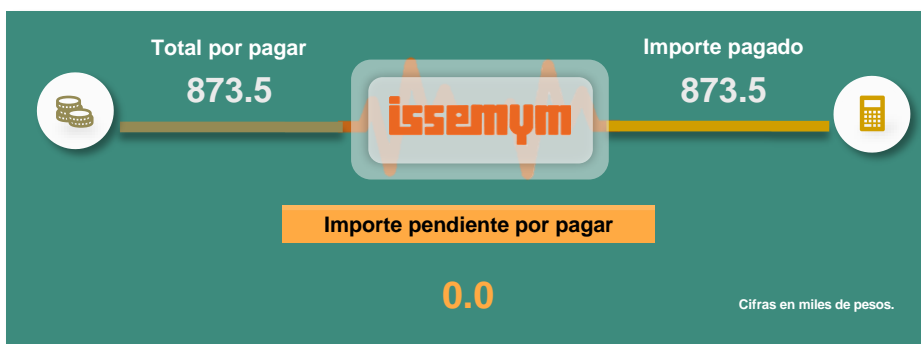 Total por pagar
873.5
Importe pagado
873.5
issemym
Importe pendiente por pagar
0.0
Cifras en miles de pesos.